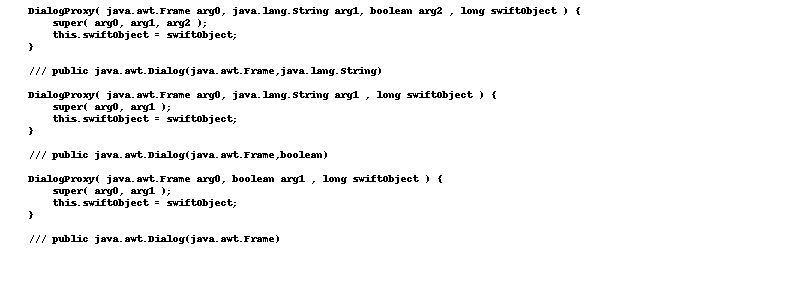 DialogProxy( java.awt.Frame arg0, java.lang.String arg1, boolean arg2 , long swiftObject ) {
super( arg0, arg1, arg2 );
this.swiftObject = swiftObject;
}
/// public java.awt.Dialog(java.awt.Frame,java.lang.String)
DialogProxy( java.awt.Frame arg0, java.lang.String arg1 , long swiftObject ) {
super( arg0, arg1 );
this.swiftObject = swiftObject;
}
/// public java.awt.Dialog(java.awt.Frame,boolean)
DialogProxy( java.awt.Frame arg0, boolean arg1 , long swiftObject ) {
super( arg0, arg1 );
this.swiftObject = swiftObject;
}
/// public java.awt.Dialog(java.awt.Frame)